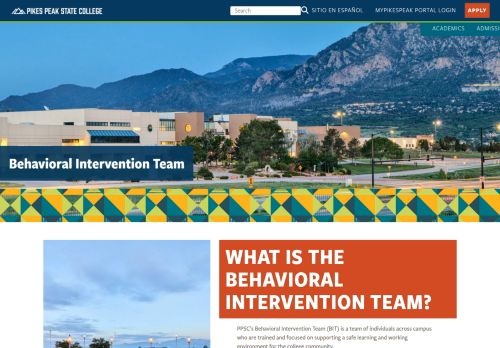 PIKES PEAK STATE COLLEGE
Search
SITIO EN ESPAÑOL
MYPIKESPEAK PORTAL LOGIN
APPLY
ACADEMICS
ADMISSI
Behavioral Intervention Team
WHAT IS THE
BEHAVIORAL
INTERVENTION TEAM?
PPSC's Behavioral Intervention Team (BIT) is a team of individuals across campus
who are trained and focused on supporting a safe learning and working
environment for the college community.